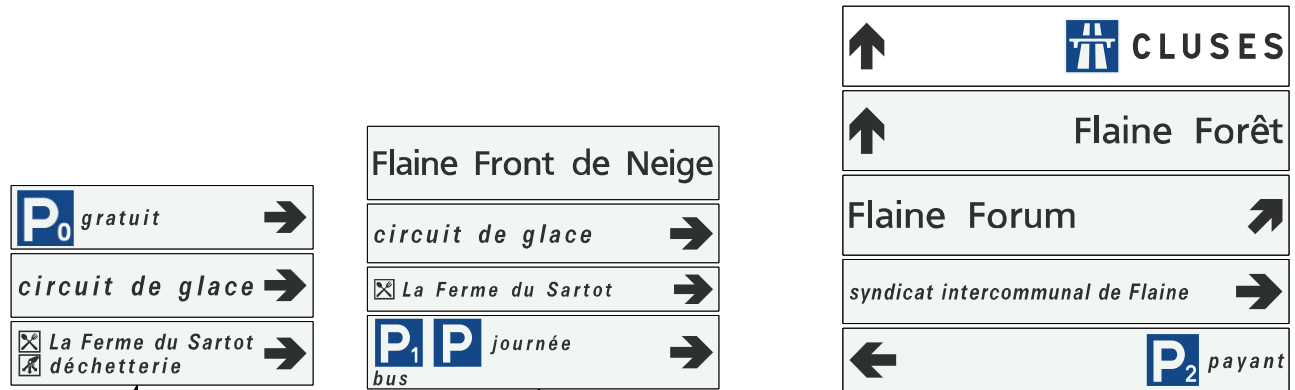 P0 gratuit
circuit de glace
La Ferme du Sartot
déchetterie
Flaine Front de Neige
circuit de glace
La Ferme du Sartot
P1 P journée
bus
CLUSES
Flaine Forêt
Flaine Forum
syndicat intercommunal de Flaine
P2 payant